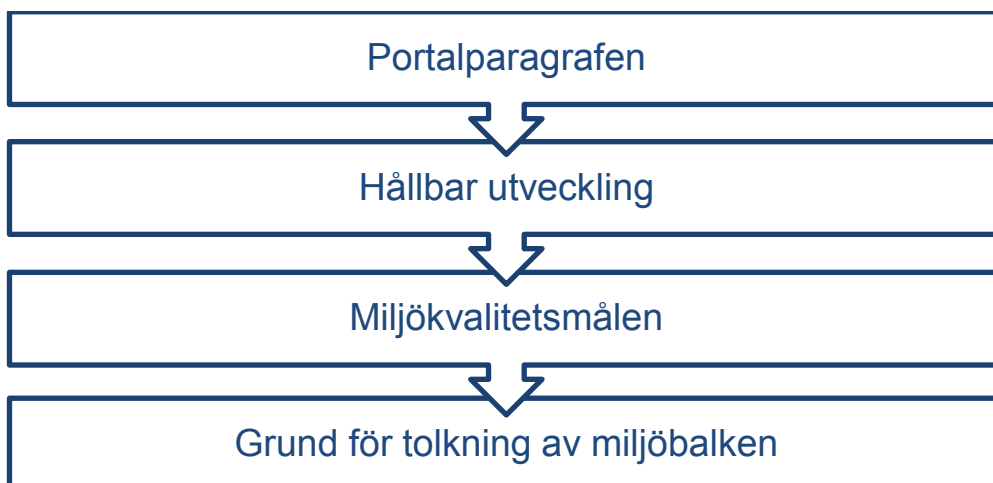 Portalparagrafen
Hållbar utveckling
Miljökvalitetsmålen
Grund för tolkning av miljöbalken